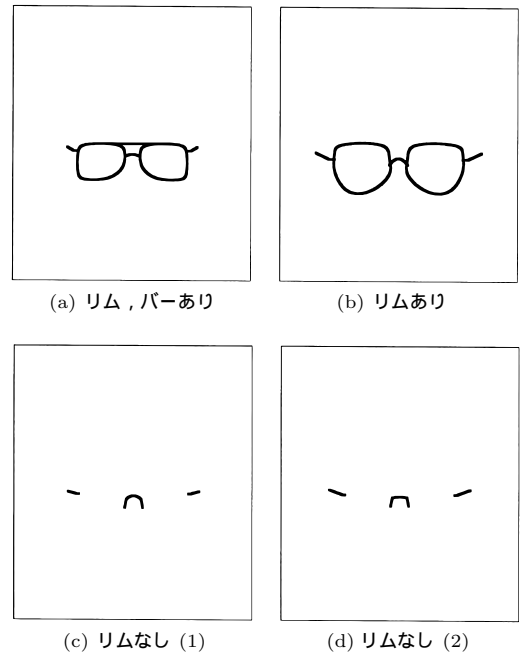 (a) リム，バーあり
(b) リムあり
(c) リムなし (1)
(d) リムなし (2)